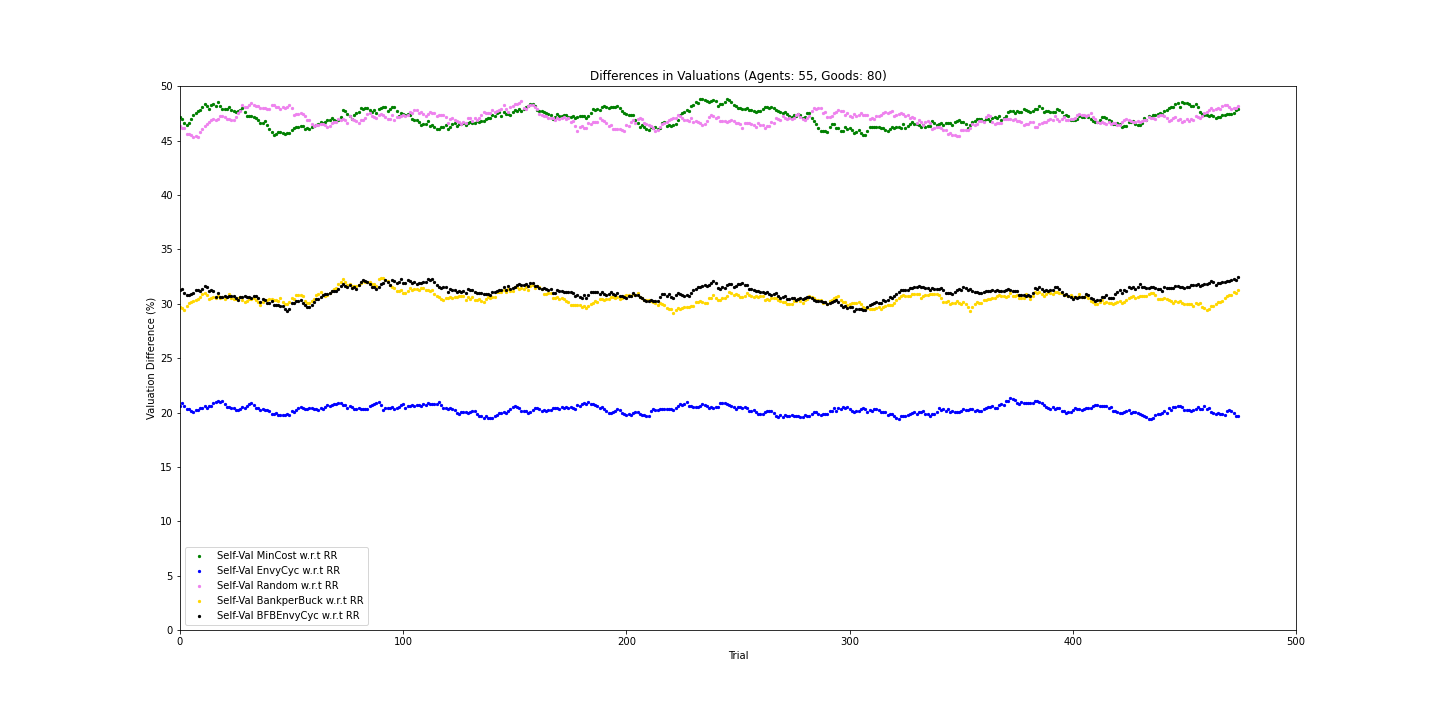 Differences in Valuations (Agents: 55, Goods: 80)
50
45
40
35
30
25
20
15
10
5
0
Valuation Difference (%)
Self-Val MinCost w.r.t RR
Self-Val EnvyCyc w.r.t RR
Self-Val Random w.r.t RR
Self-Val BankperBuck w.r.t RR
Self-Val BFBEnvyCyc w.r.t RR
0 100 200 300 400 500
Trial